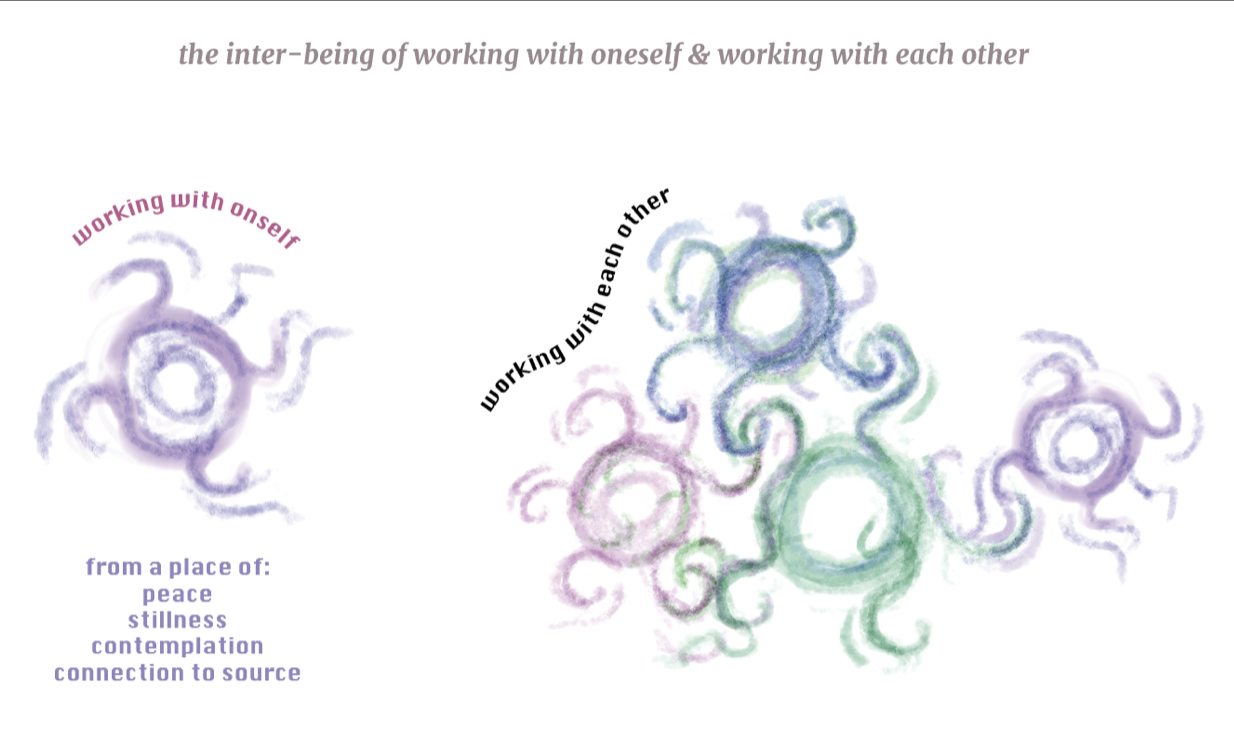 the inter-being of working with oneself & working with each other
working with onself
working with each other
from a place of:
peace
stillness
contemplation
connection to source